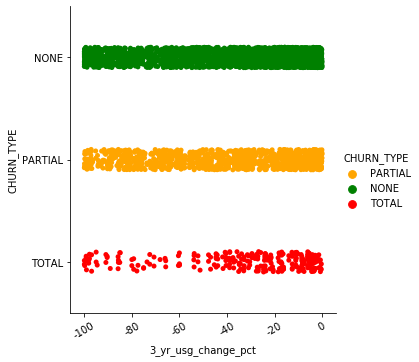 NONE
PARTIAL
TOTAL
CHURN_TYPE
-100
-80
-60
-40
-20
0
3_yr_usg_change_pct
CHURN_TYPE
PARTIAL
NONE
TOTAL